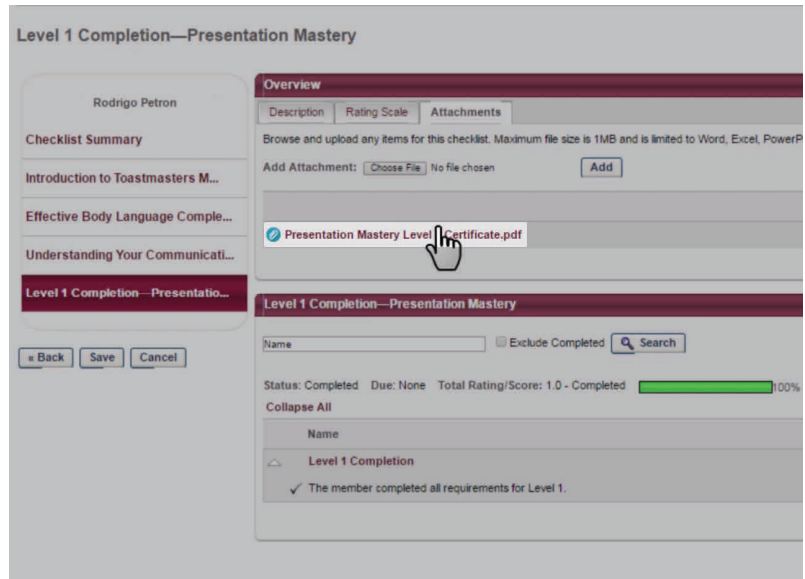 Level 1 Completion—Presentation Mastery
Rodrigo Petron
Checklist Summary
Introduction to Toastmasters M...
Effective Body Language Comple...
Understanding Your Communicati...
Level 1 Completion—Presentatio...
« Back Save Cancel
Overview
Description Rating Scale Attachments
Browse and upload any items for this checklist. Maximum file size is 1MB and is limited to Word, Excel, PowerP
Add Attachment: Choose File No file chosen Add
Presentation Mastery Level Certificate.pdf
Level 1 Completion—Presentation Mastery
Name Exclude Completed Search
Status: Completed Due: None Total Rating/Score: 1.0 - Completed 100%
Collapse All
Name
Level 1 Completion
The member completed all requirements for Level 1.